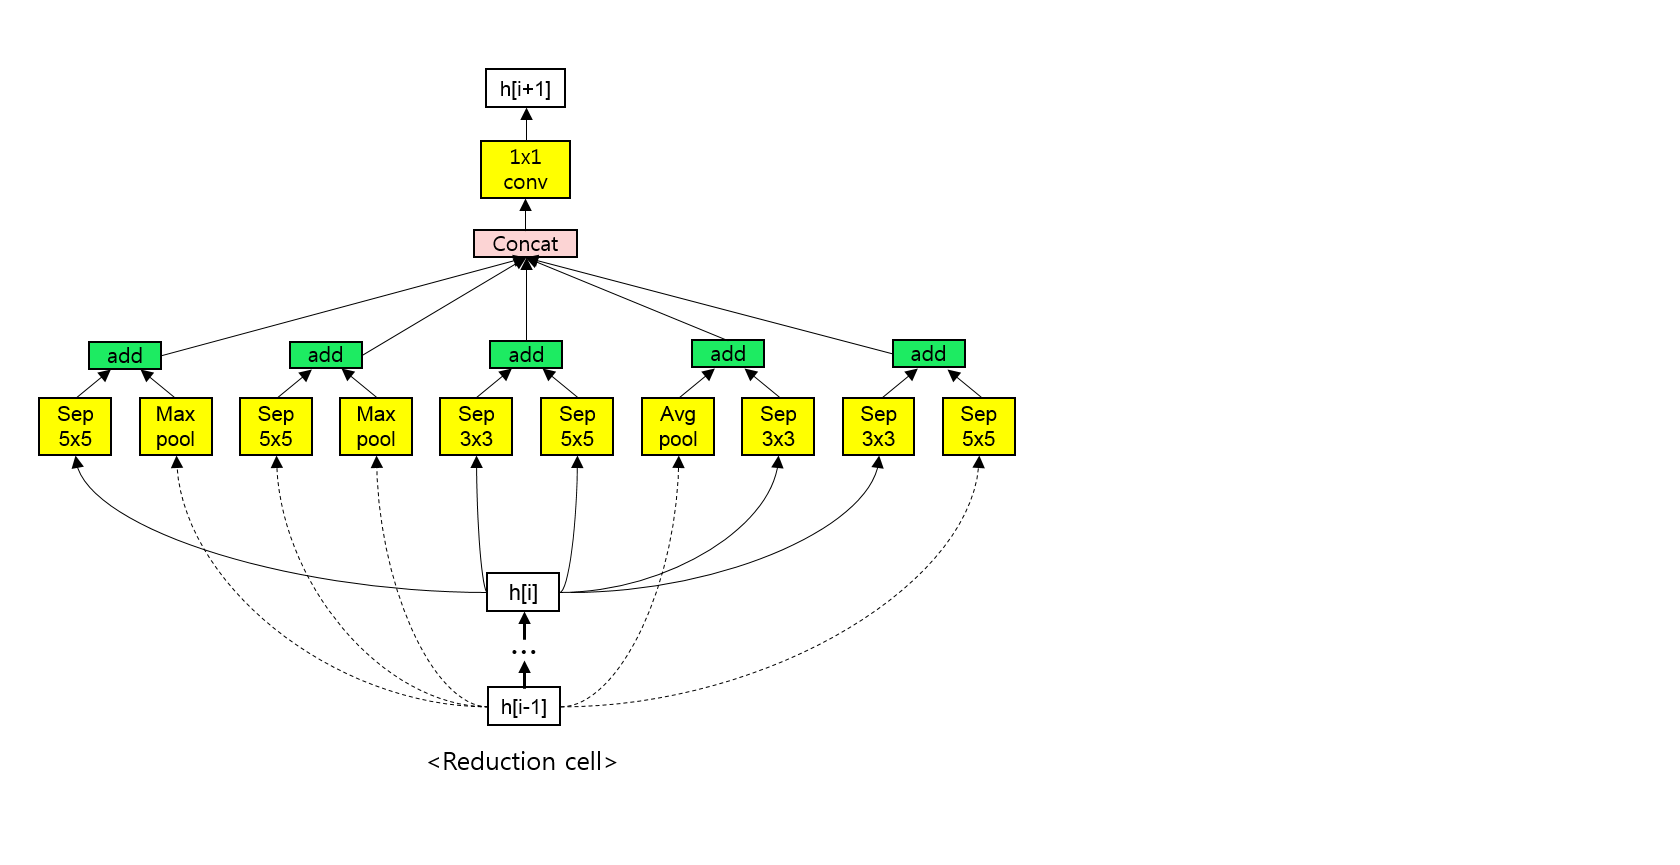 h[i+1]
1x1
conv
Concat
add
add
add
add
add
Sep
5x5
Max
pool
Sep
5x5
Max
pool
Sep
3x3
Sep
5x5
Avg
pool
Sep
3x3
Sep
3x3
Sep
5x5
h[i]
...
h[i-1]
<Reduction cell>